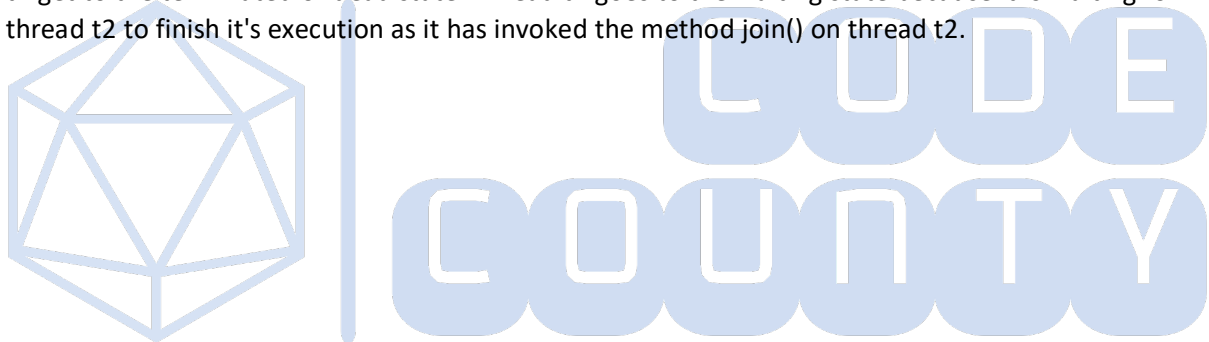 thread t2 to finish it's execution as it has invoked the method join() on thread t2.
CODE
COUNTY